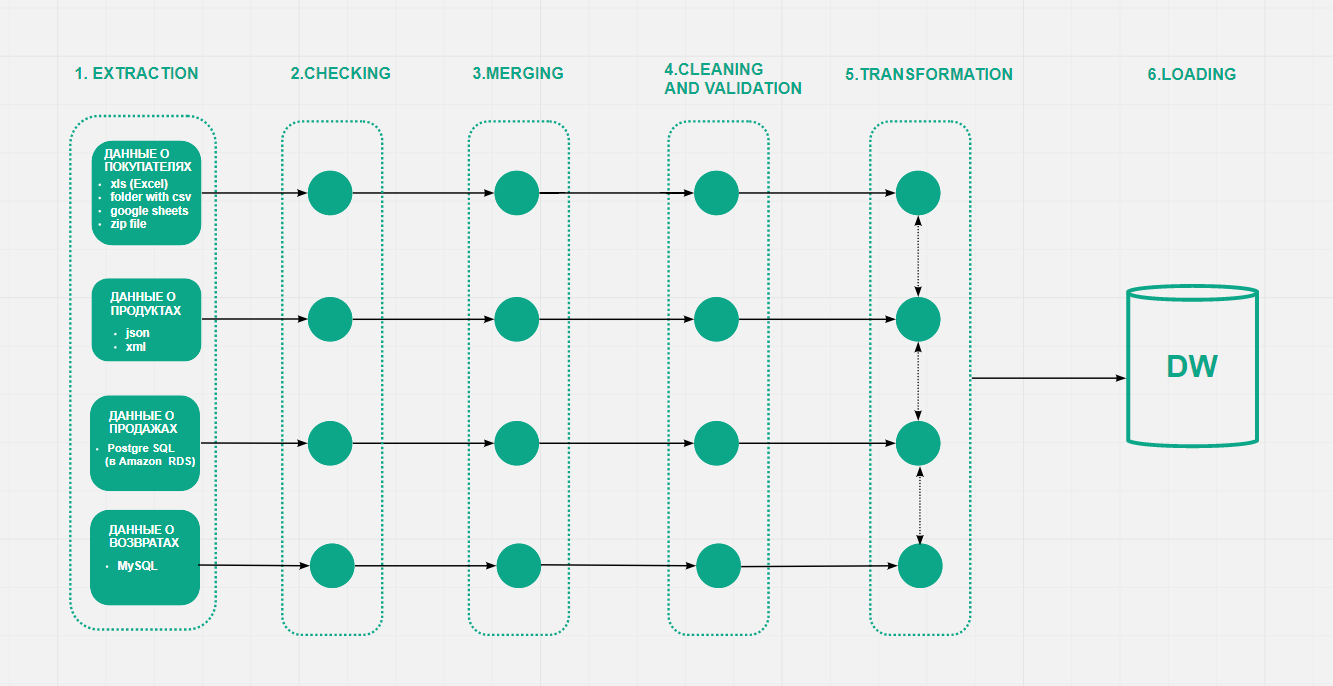 1. EXTRACTION
2.CHECKING
3.MERGING
4.CLEANING
AND VALIDATION
5.TRANSFORMATION
6.LOADING
ДАННЫЕ О
ПОКУПАТЕЛЯХ
• xls (Excel)
• folder with csv
• google sheets
• zip file
ДАННЫЕ О
ПРОДУКТАХ
• json
• xml
ДАННЫЕ О
ПРОДАЖАХ
• Postgre SQL
(в Amazon RDS)
ДАННЫЕ О
ВОЗВРАТАХ
• MySQL
DW